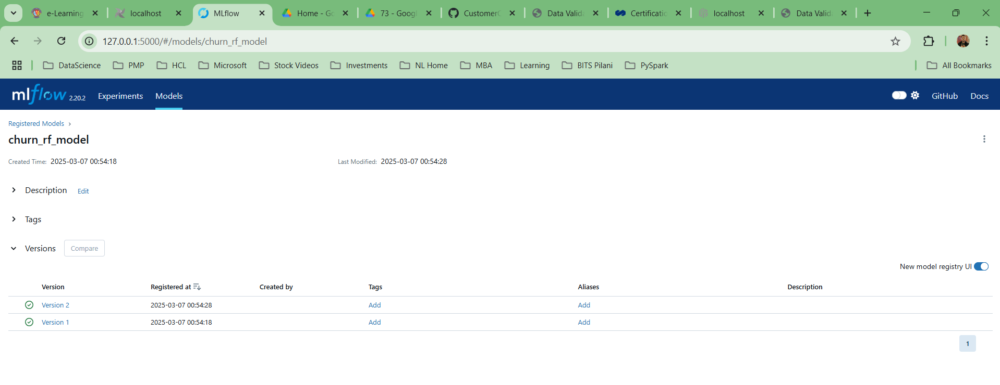 e-Learning localhost MLflow Home - Go 73 - Googl CustomerC Data Valida Certificatio localhost Data Valida
127.0.0.1:5000/#/models/churn_rf_model
DataScience PMP HCL Microsoft Stock Videos Investments NL Home MBA Learning BITS Pilani PySpark All Bookmarks
mlflow 2.20.2 Experiments Models GitHub Docs
Registered Models
churn_rf_model
Created Time: 2025-03-07 00:54:18 Last Modified: 2025-03-07 00:54:28
Description Edit
Tags
Versions Compare
New model registry UI
Version Registered at Created by Tags Aliases Description
Version 2 2025-03-07 00:54:28 Add Add
Version 1 2025-03-07 00:54:18 Add Add
1